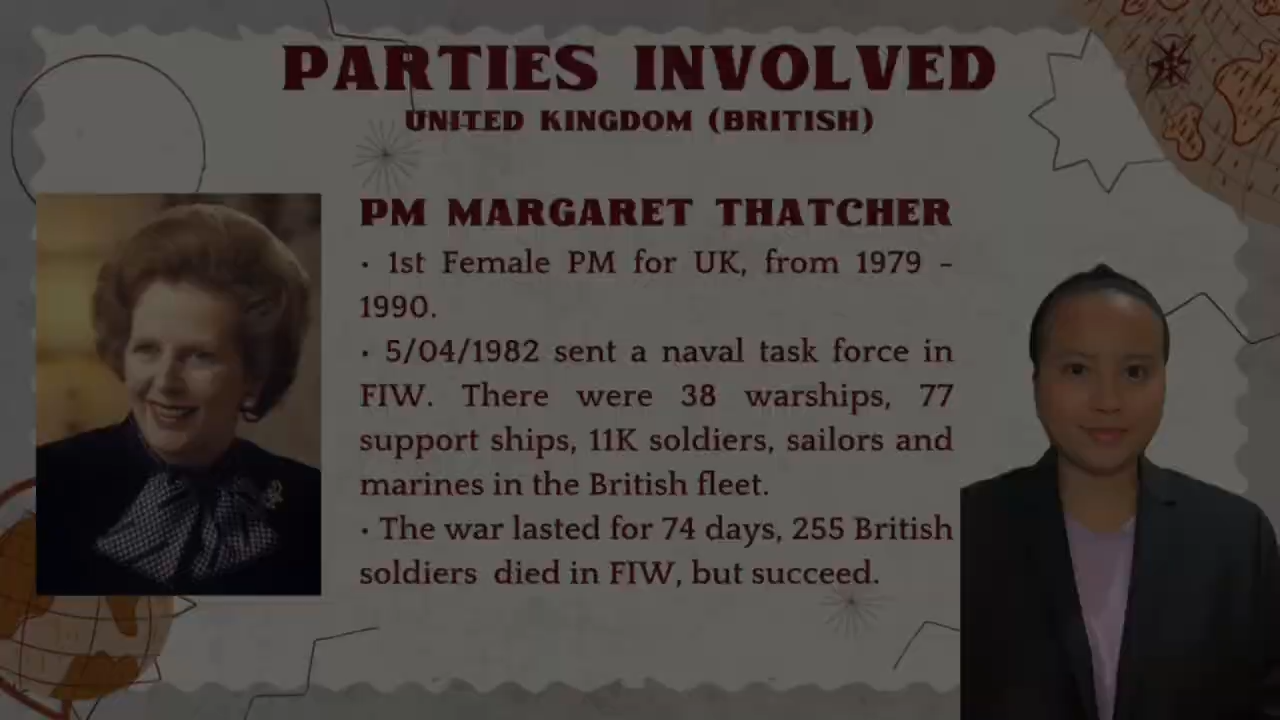 PARTIES INVOLVED
UNITED KINGDOM (BRITISH)
PM MARGARET THATCHER
• 1st Female PM for UK, from 1979 -
1990.
• 5/04/1982 sent a naval task force in
FIW. There were 38 warships, 77
support ships, 11K soldiers, sailors and
marines in the British fleet.
• The war lasted for 74 days, 255 British
soldiers died in FIW, but succeed.